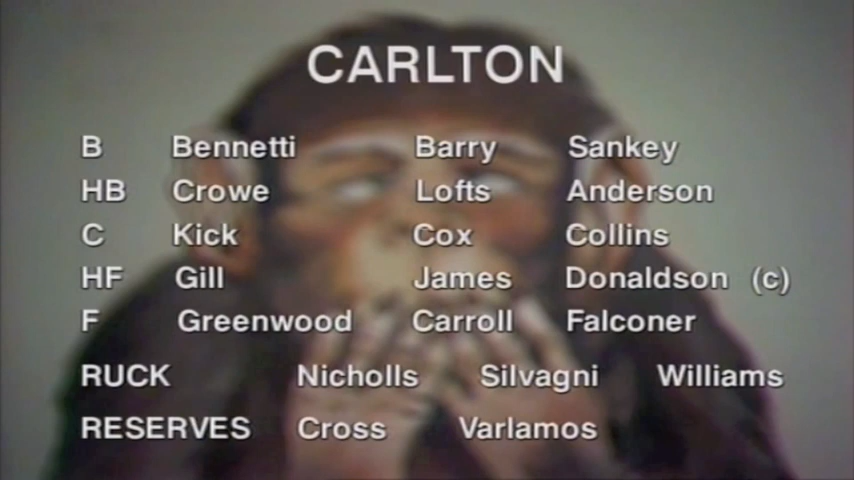 CARLTON
B Bennetti Barry Sankey
HB Crowe Lofts Anderson
C Kick Cox Collins
HF Gill James Donaldson (c)
F Greenwood Carroll Falconer
RUCK Nicholls Silvagni Williams
RESERVES Cross Varlamos